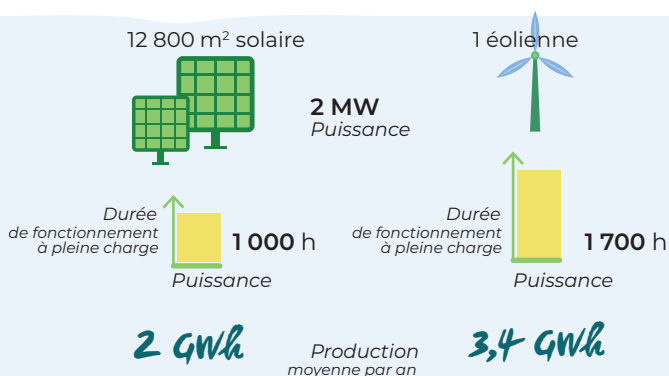 12 800 m² solaire
1 éolienne
2 MW
Puissance
Durée
de fonctionnement
à pleine charge
1 000 h
Puissance
Durée
de fonctionnement
à pleine charge
1 700 h
Puissance
2 GWh
Production
moyenne par an
3,4 GWh